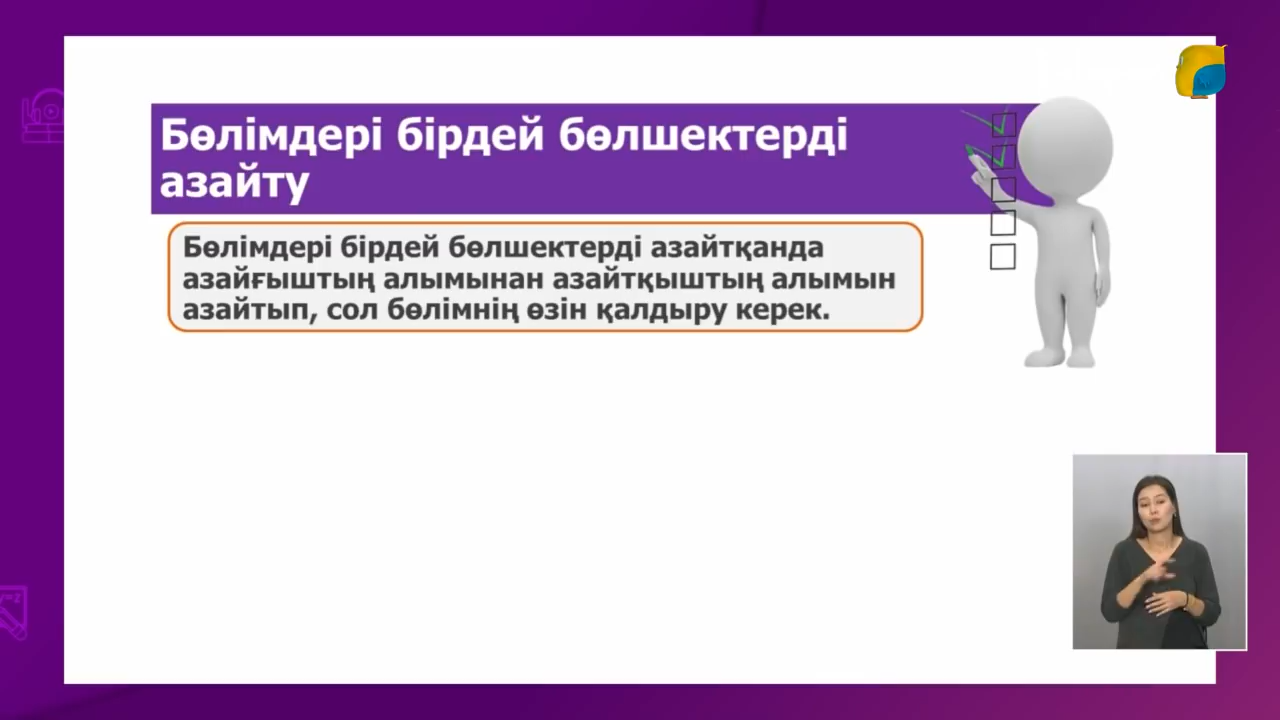 Бөлімдері бірдей бөлшектерді
азайту
Бөлімдері бірдей бөлшектерді азайтқанда
азайғыштың алымынан азайтқыштың алымын
азайтып, сол бөлімнің өзін қалдыру керек.